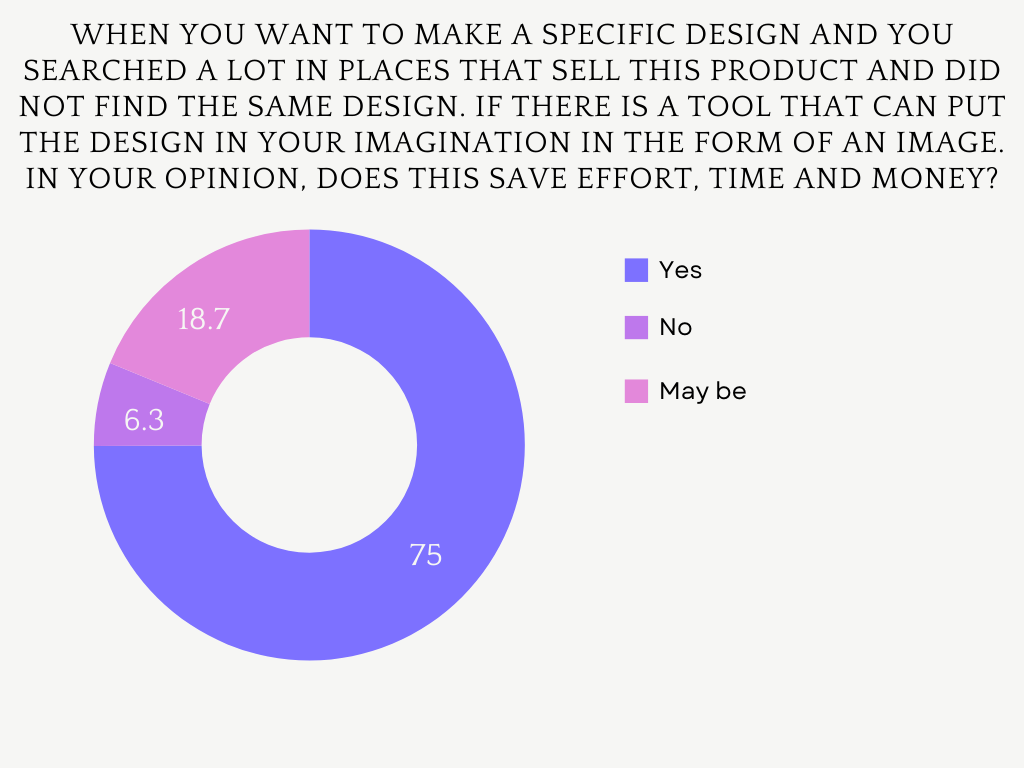 WHEN YOU WANT TO MAKE A SPECIFIC DESIGN AND YOU
SEARCHED A LOT IN PLACES THAT SELL THIS PRODUCT AND DID
NOT FIND THE SAME DESIGN. IF THERE IS A TOOL THAT CAN PUT
THE DESIGN IN YOUR IMAGINATION IN THE FORM OF AN IMAGE.
IN YOUR OPINION, DOES THIS SAVE EFFORT, TIME AND MONEY?
Yes
No
May be
18.7
6.3
75